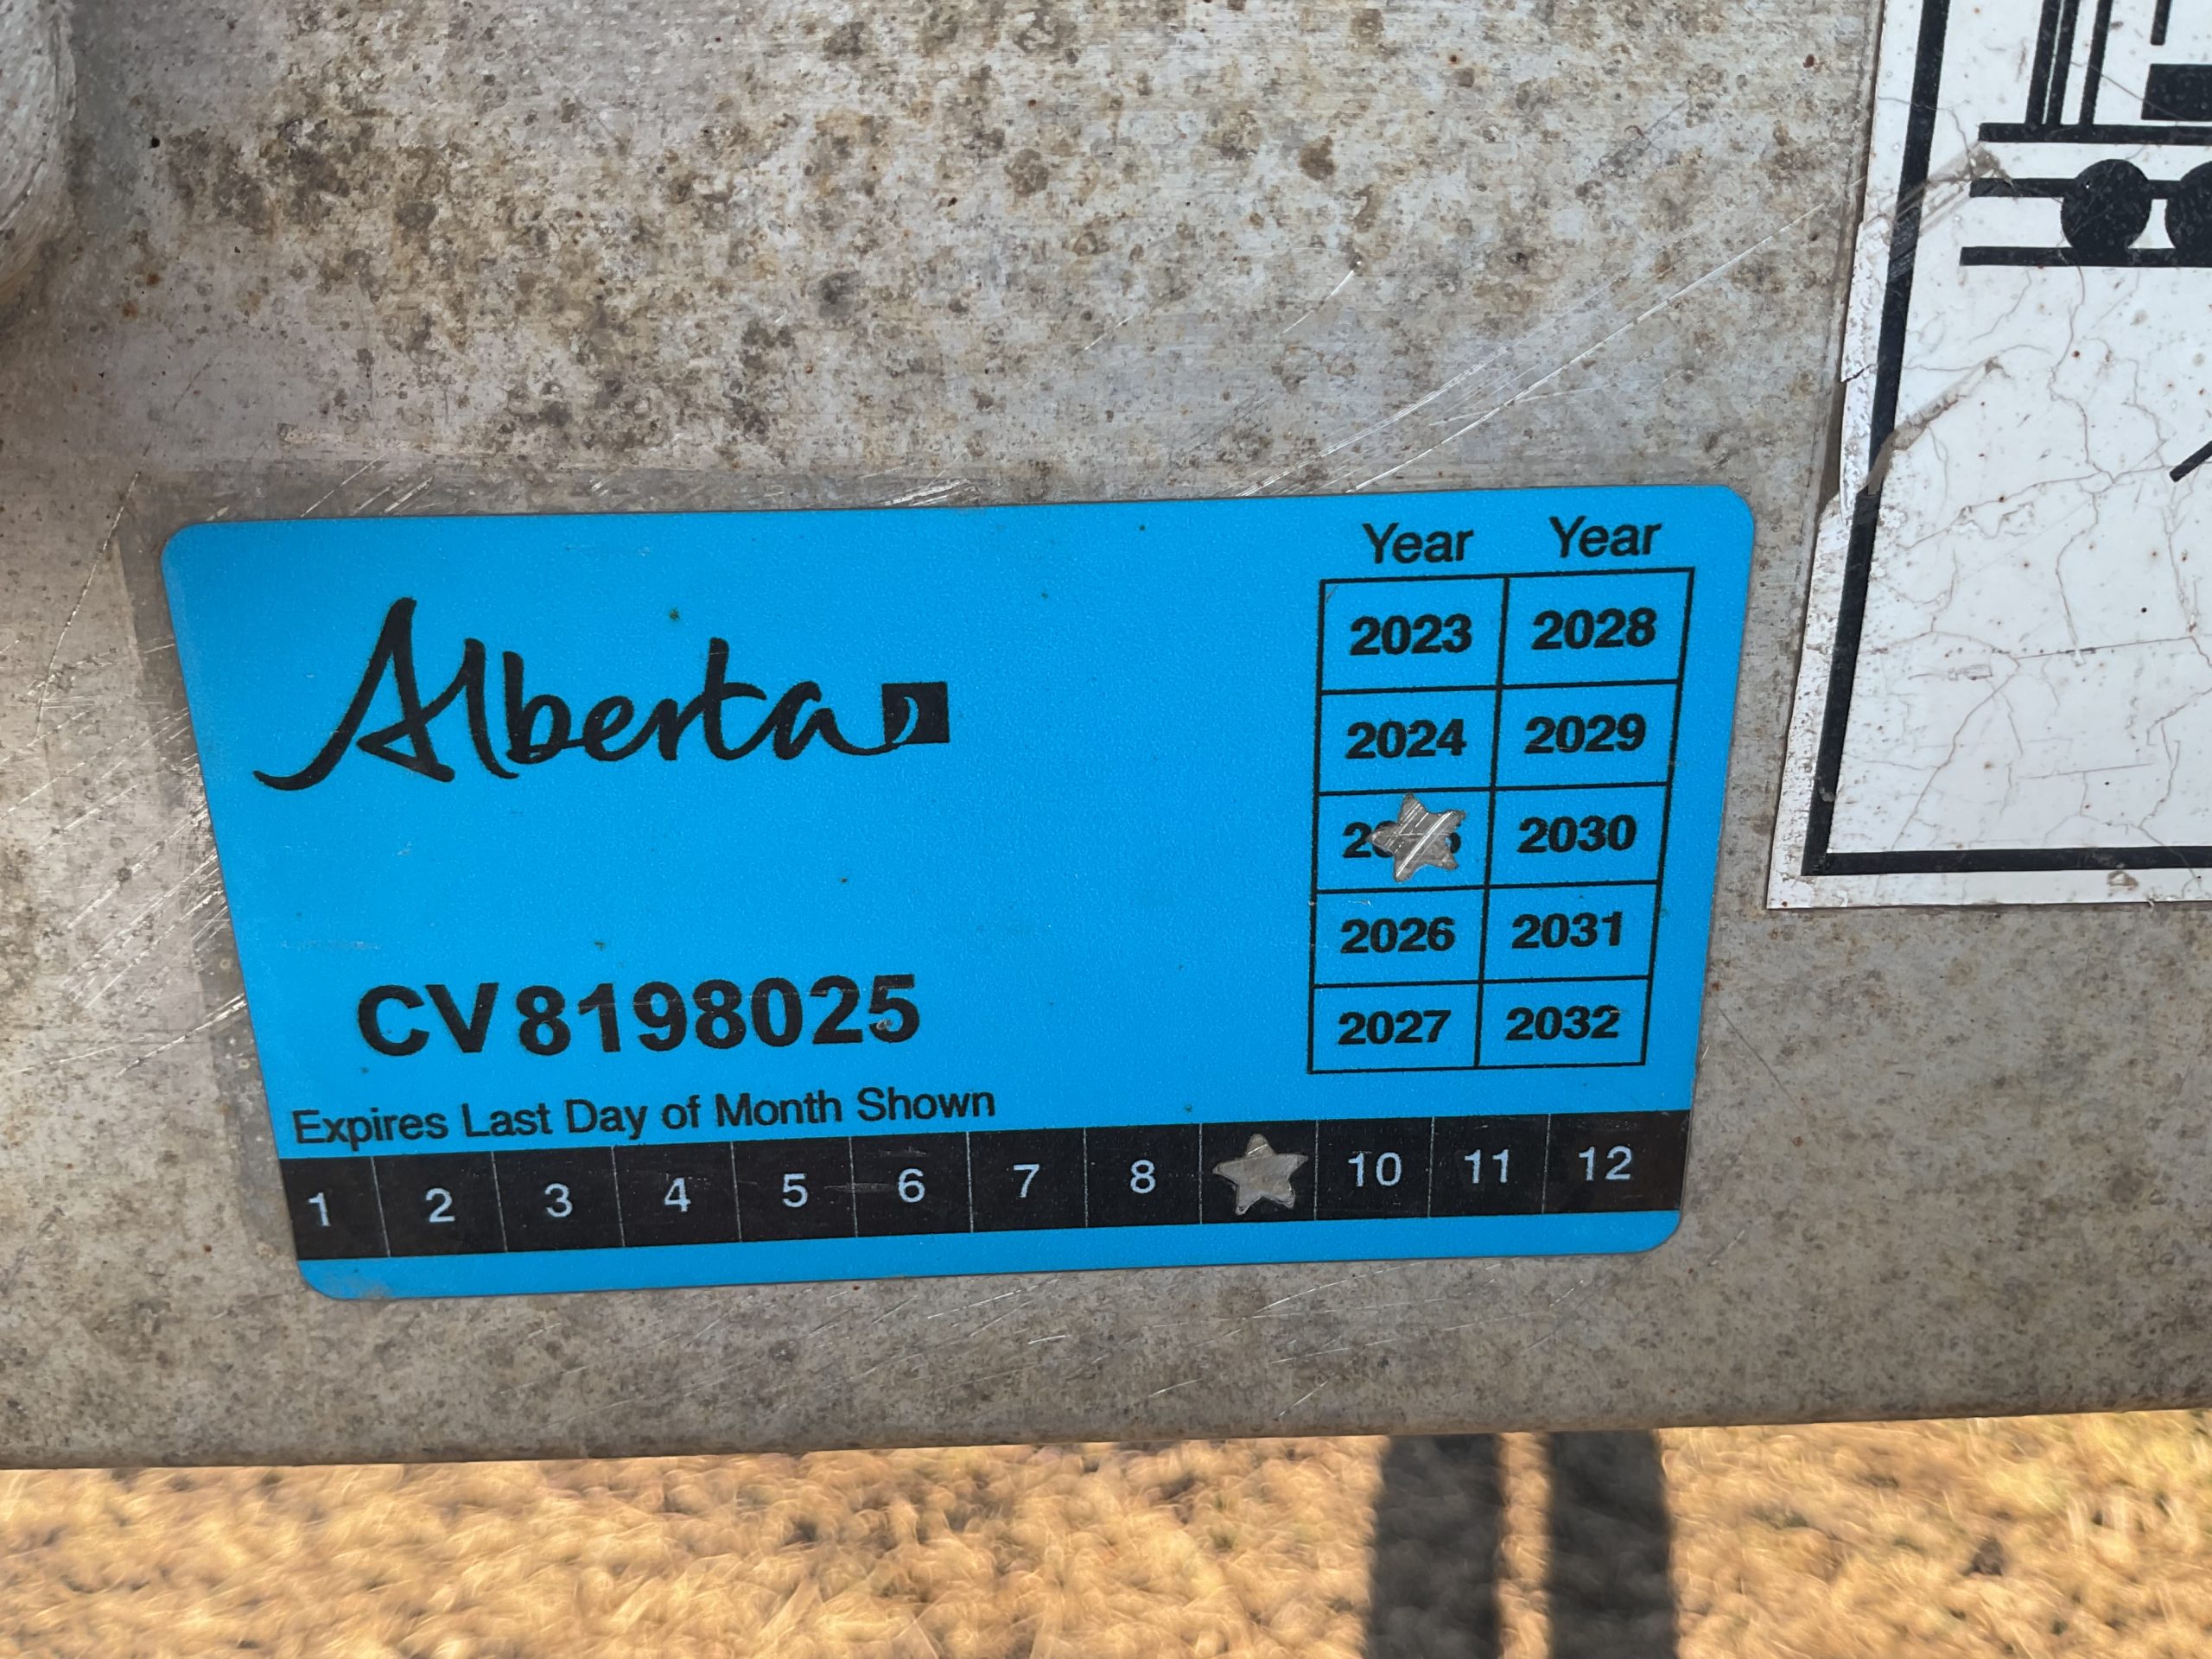 Year Year
2023 2028
2024 2029
2030
2026 2031
2027 2032
Alberta
CV8198025
Expires Last Day of Month Shown
1 2 3 4 5 6 7 8 10 11 12